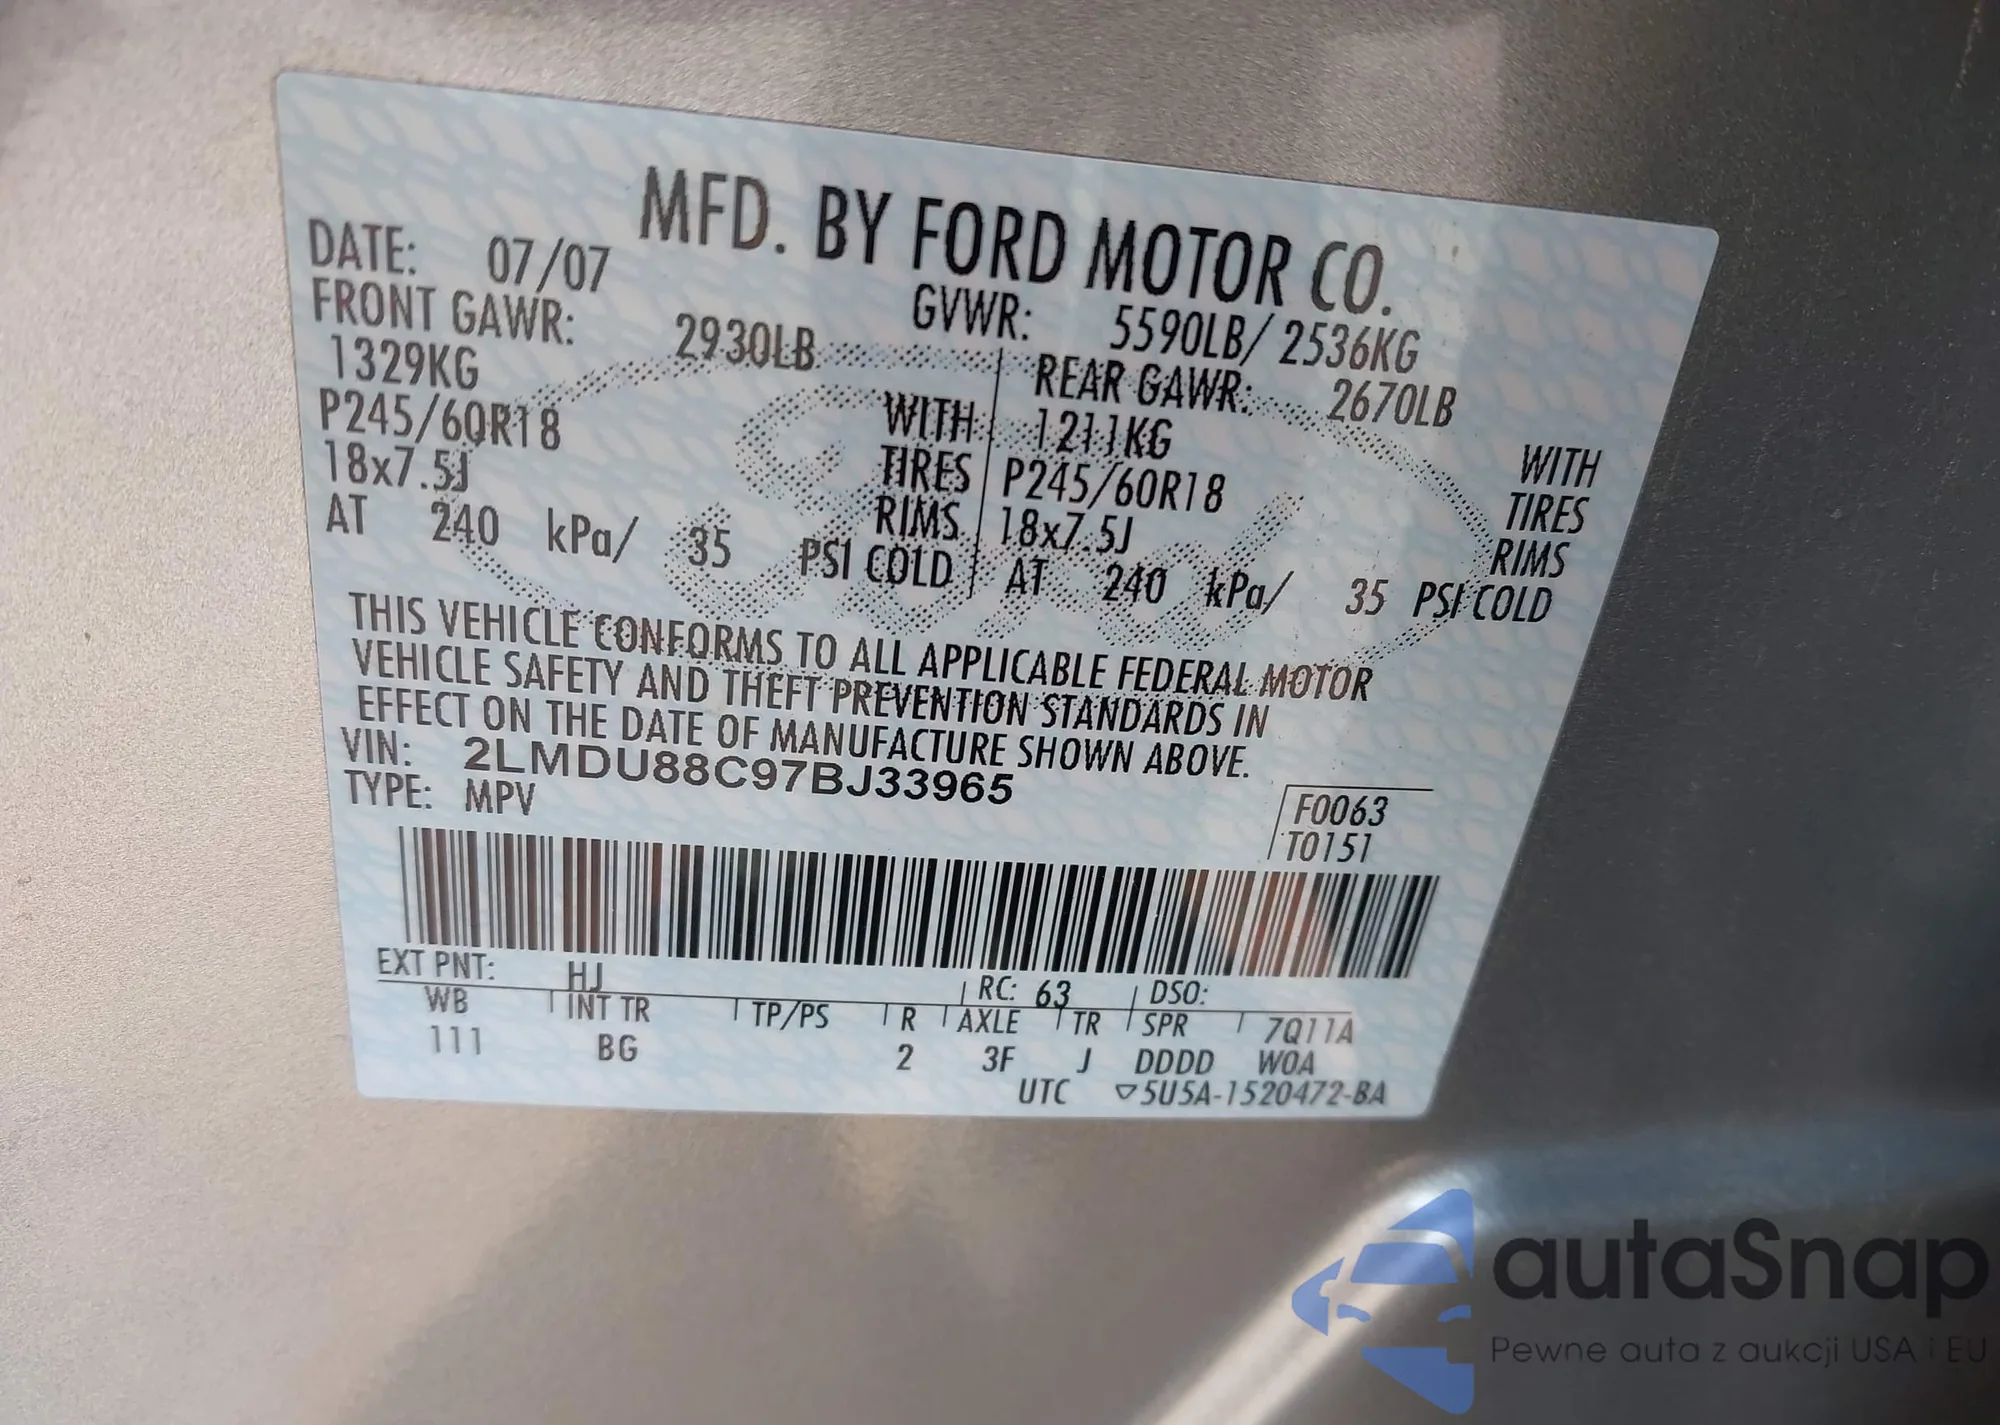 MFD. BY FORD MOTOR CO.
DATE: 07/07 GVWR: 5590LB/ 2536KG
FRONT GAWR: 2930LB REAR GAWR: 2670LB
1329KG WITH 1211KG WITH
P245/60R18 TIRES P245/60R18 TIRES
18x7.5J RIMS 18x7.5J RIMS
AT 240 kPa/ 35 PSI COLD AT 240 kPa/ 35 PSI COLD
THIS VEHICLE CONFORMS TO ALL APPLICABLE FEDERAL MOTOR
VEHICLE SAFETY AND THEFT PREVENTION STANDARDS IN
EFFECT ON THE DATE OF MANUFACTURE SHOWN ABOVE.
VIN: 2LMDU88C97BJ33965
TYPE: MPV
F0063
T0151
EXT PNT: HJ RC: 63 DSO:
WB INT TR TP/PS R AXLE TR SPR 7Q11A
111 BG 2 3F J DDDD WOA
UTC ▽5U5A-1520472-BA
autaSnap
Pewne auta z aukcji USA i EU